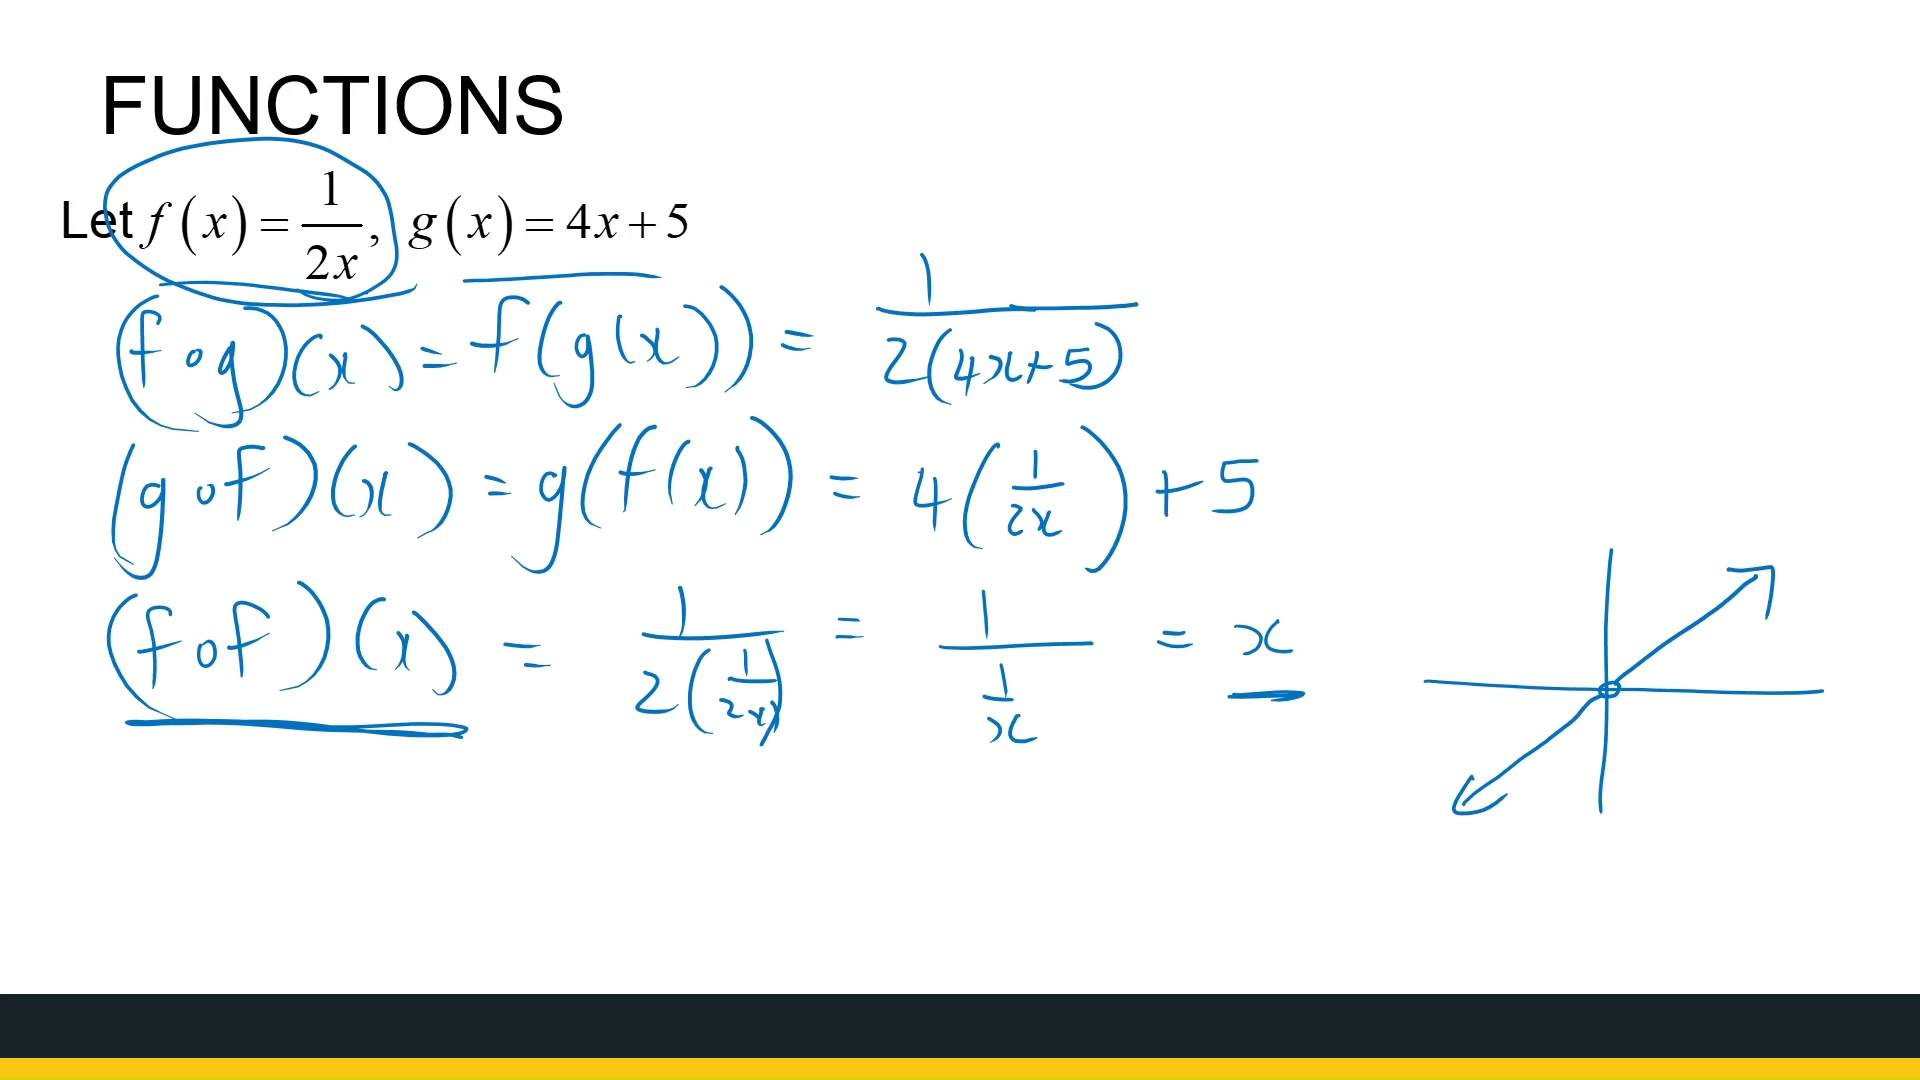 FUNCTIONS
Let f(x) = 1/(2x), g(x) = 4x + 5
(f∘g)(x) = f(g(x)) = 1/(2(4x+5))
(g∘f)(x) = g(f(x)) = 4(1/(2x)) + 5
(f∘f)(x) = 1/(2(1/(2x))) = 1/(1/x) = x